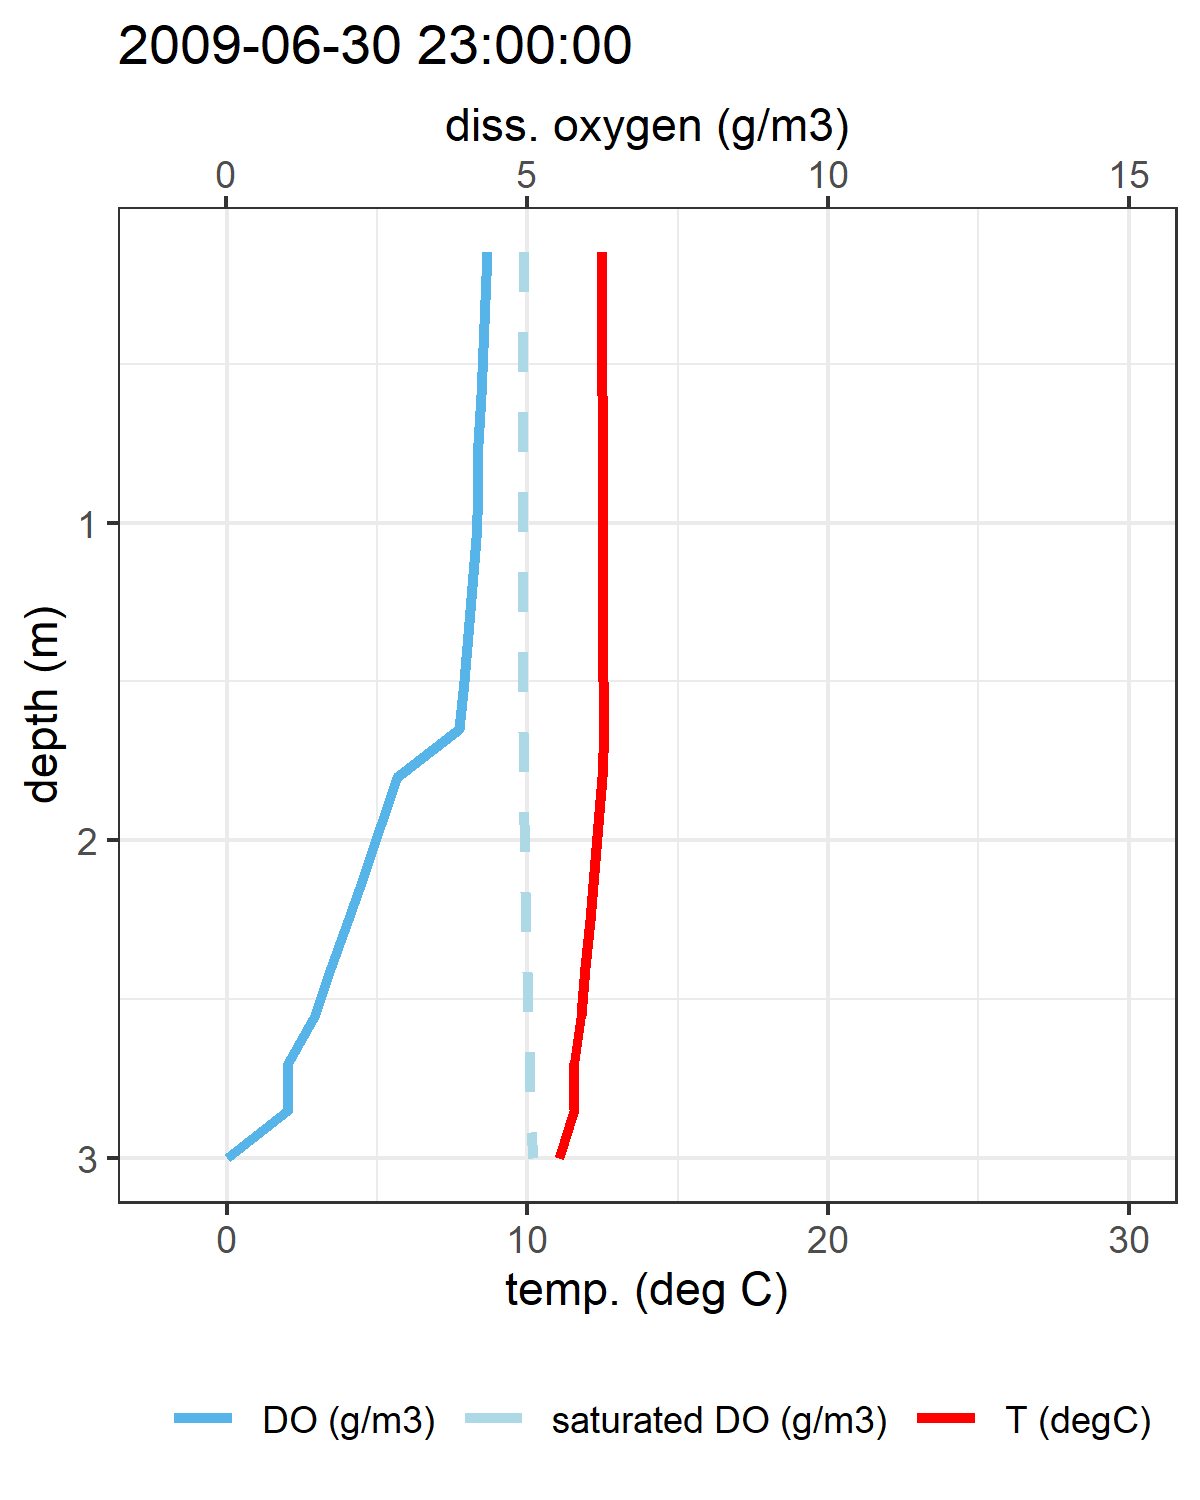 2009-06-30 23:00:00
diss. oxygen (g/m3)
0 5 10 15
1
2
3
depth (m)
0 10 20 30
temp. (deg C)
DO (g/m3) saturated DO (g/m3) T (degC)